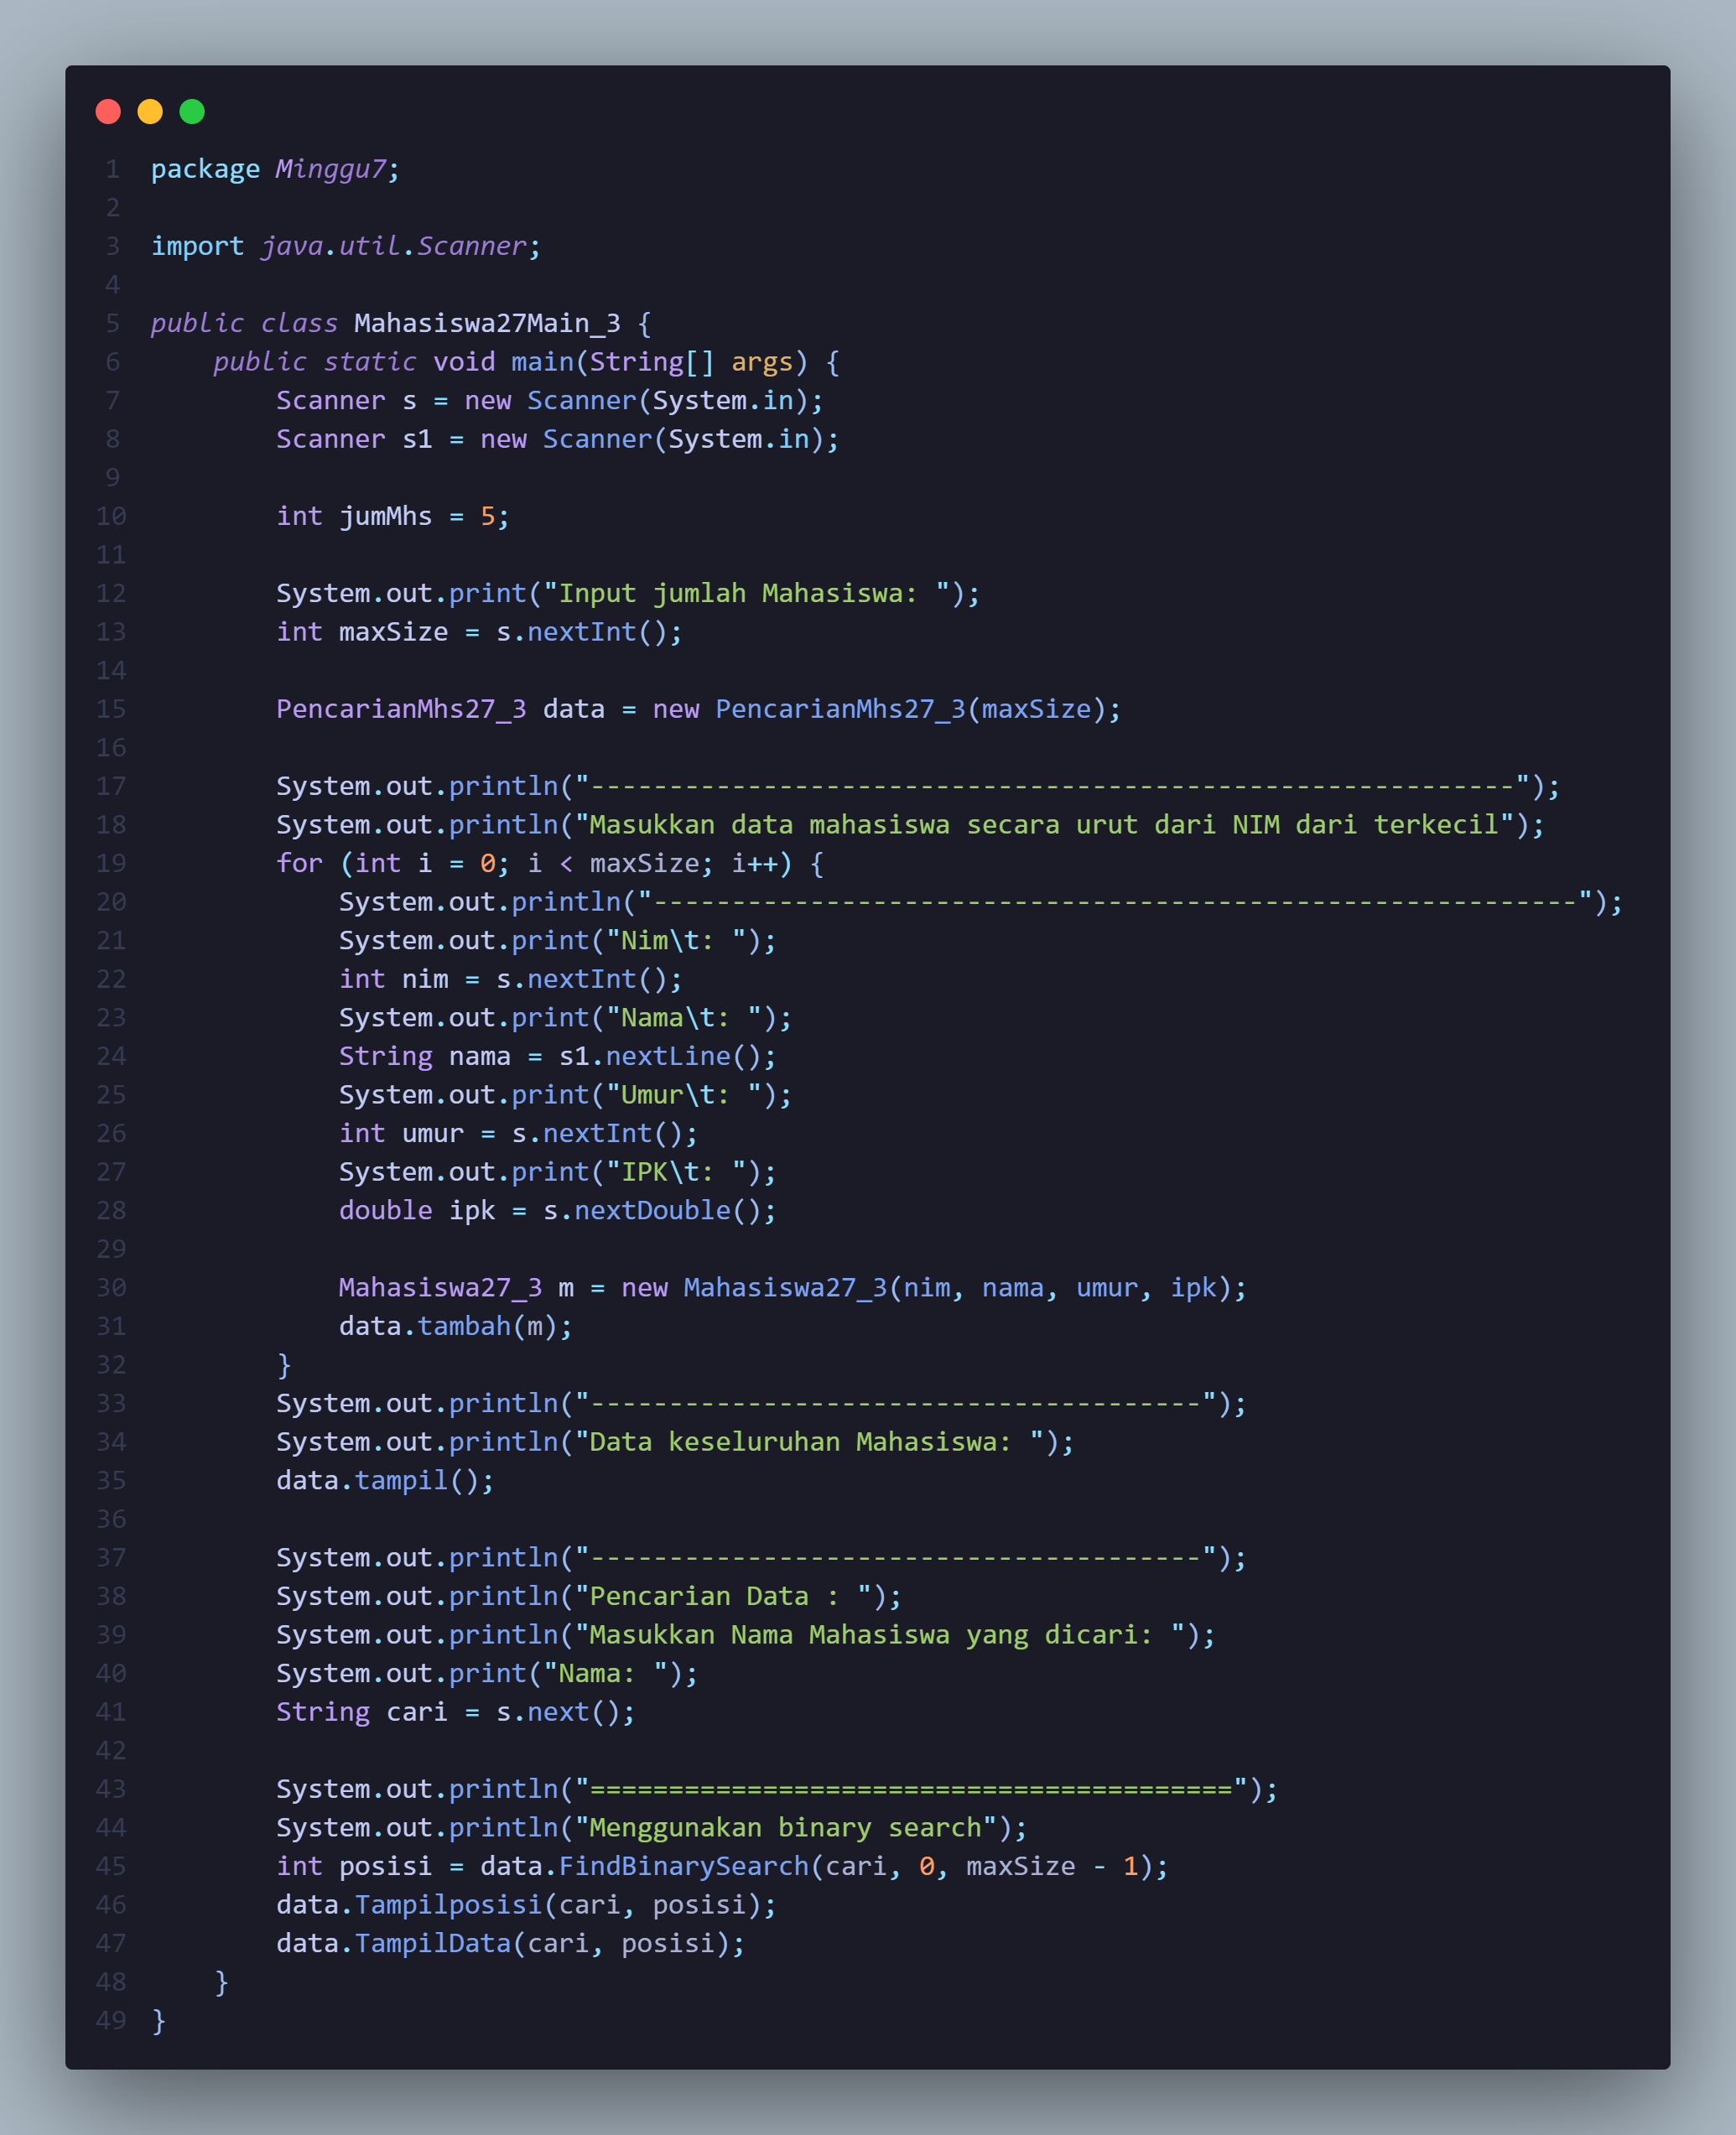 1 package Minggu7;
2
3 import java.util.Scanner;
4
5 public class Mahasiswa27Main_3 {
6     public static void main(String[] args) {
7         Scanner s = new Scanner(System.in);
8         Scanner s1 = new Scanner(System.in);
9
10         int jumMhs = 5;
11
12         System.out.print("Input jumlah Mahasiswa: ");
13         int maxSize = s.nextInt();
14
15         PencarianMhs27_3 data = new PencarianMhs27_3(maxSize);
16
17         System.out.println("-----------------------------------------------------------");
18         System.out.println("Masukkan data mahasiswa secara urut dari NIM dari terkecil");
19         for (int i = 0; i < maxSize; i++) {
20             System.out.println("-----------------------------------------------------------");
21             System.out.print("Nim\t: ");
22             int nim = s.nextInt();
23             System.out.print("Nama\t: ");
24             String nama = s1.nextLine();
25             System.out.print("Umur\t: ");
26             int umur = s.nextInt();
27             System.out.print("IPK\t: ");
28             double ipk = s.nextDouble();
29
30             Mahasiswa27_3 m = new Mahasiswa27_3(nim, nama, umur, ipk);
31             data.tambah(m);
32         }
33         System.out.println("---------------------------------------");
34         System.out.println("Data keseluruhan Mahasiswa: ");
35         data.tampil();
36
37         System.out.println("---------------------------------------");
38         System.out.println("Pencarian Data : ");
39         System.out.println("Masukkan Nama Mahasiswa yang dicari: ");
40         System.out.print("Nama: ");
41         String cari = s.next();
42
43         System.out.println("=========================================");
44         System.out.println("Menggunakan binary search");
45         int posisi = data.FindBinarySearch(cari, 0, maxSize - 1);
46         data.Tampilposisi(cari, posisi);
47         data.TampilData(cari, posisi);
48     }
49 }